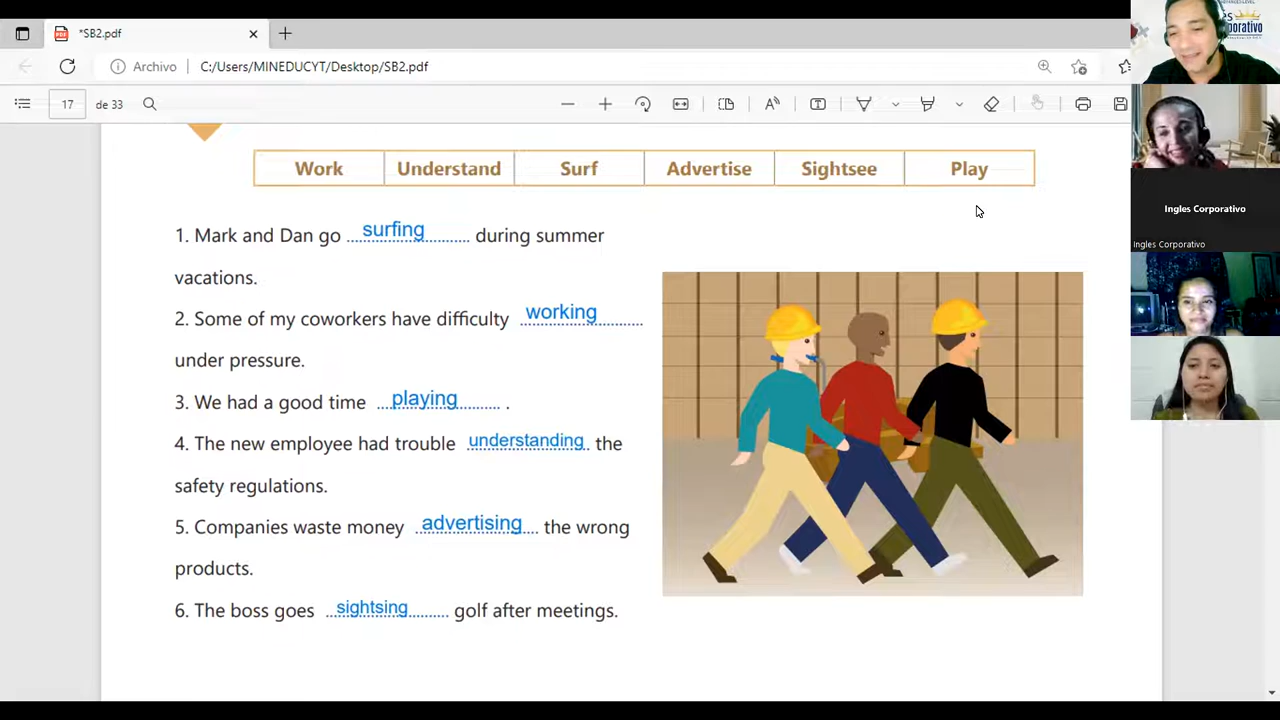 *SB2.pdf
Archivo C:/Users/MINEDUCYT/Desktop/SB2.pdf
17 de 33
Work Understand Surf Advertise Sightsee Play
1. Mark and Dan go surfing during summer
vacations.
2. Some of my coworkers have difficulty working
under pressure.
3. We had a good time playing .
4. The new employee had trouble understanding the
safety regulations.
5. Companies waste money advertising the wrong
products.
6. The boss goes sightsing golf after meetings.
Ingles Corporativo
Ingles Corporativo